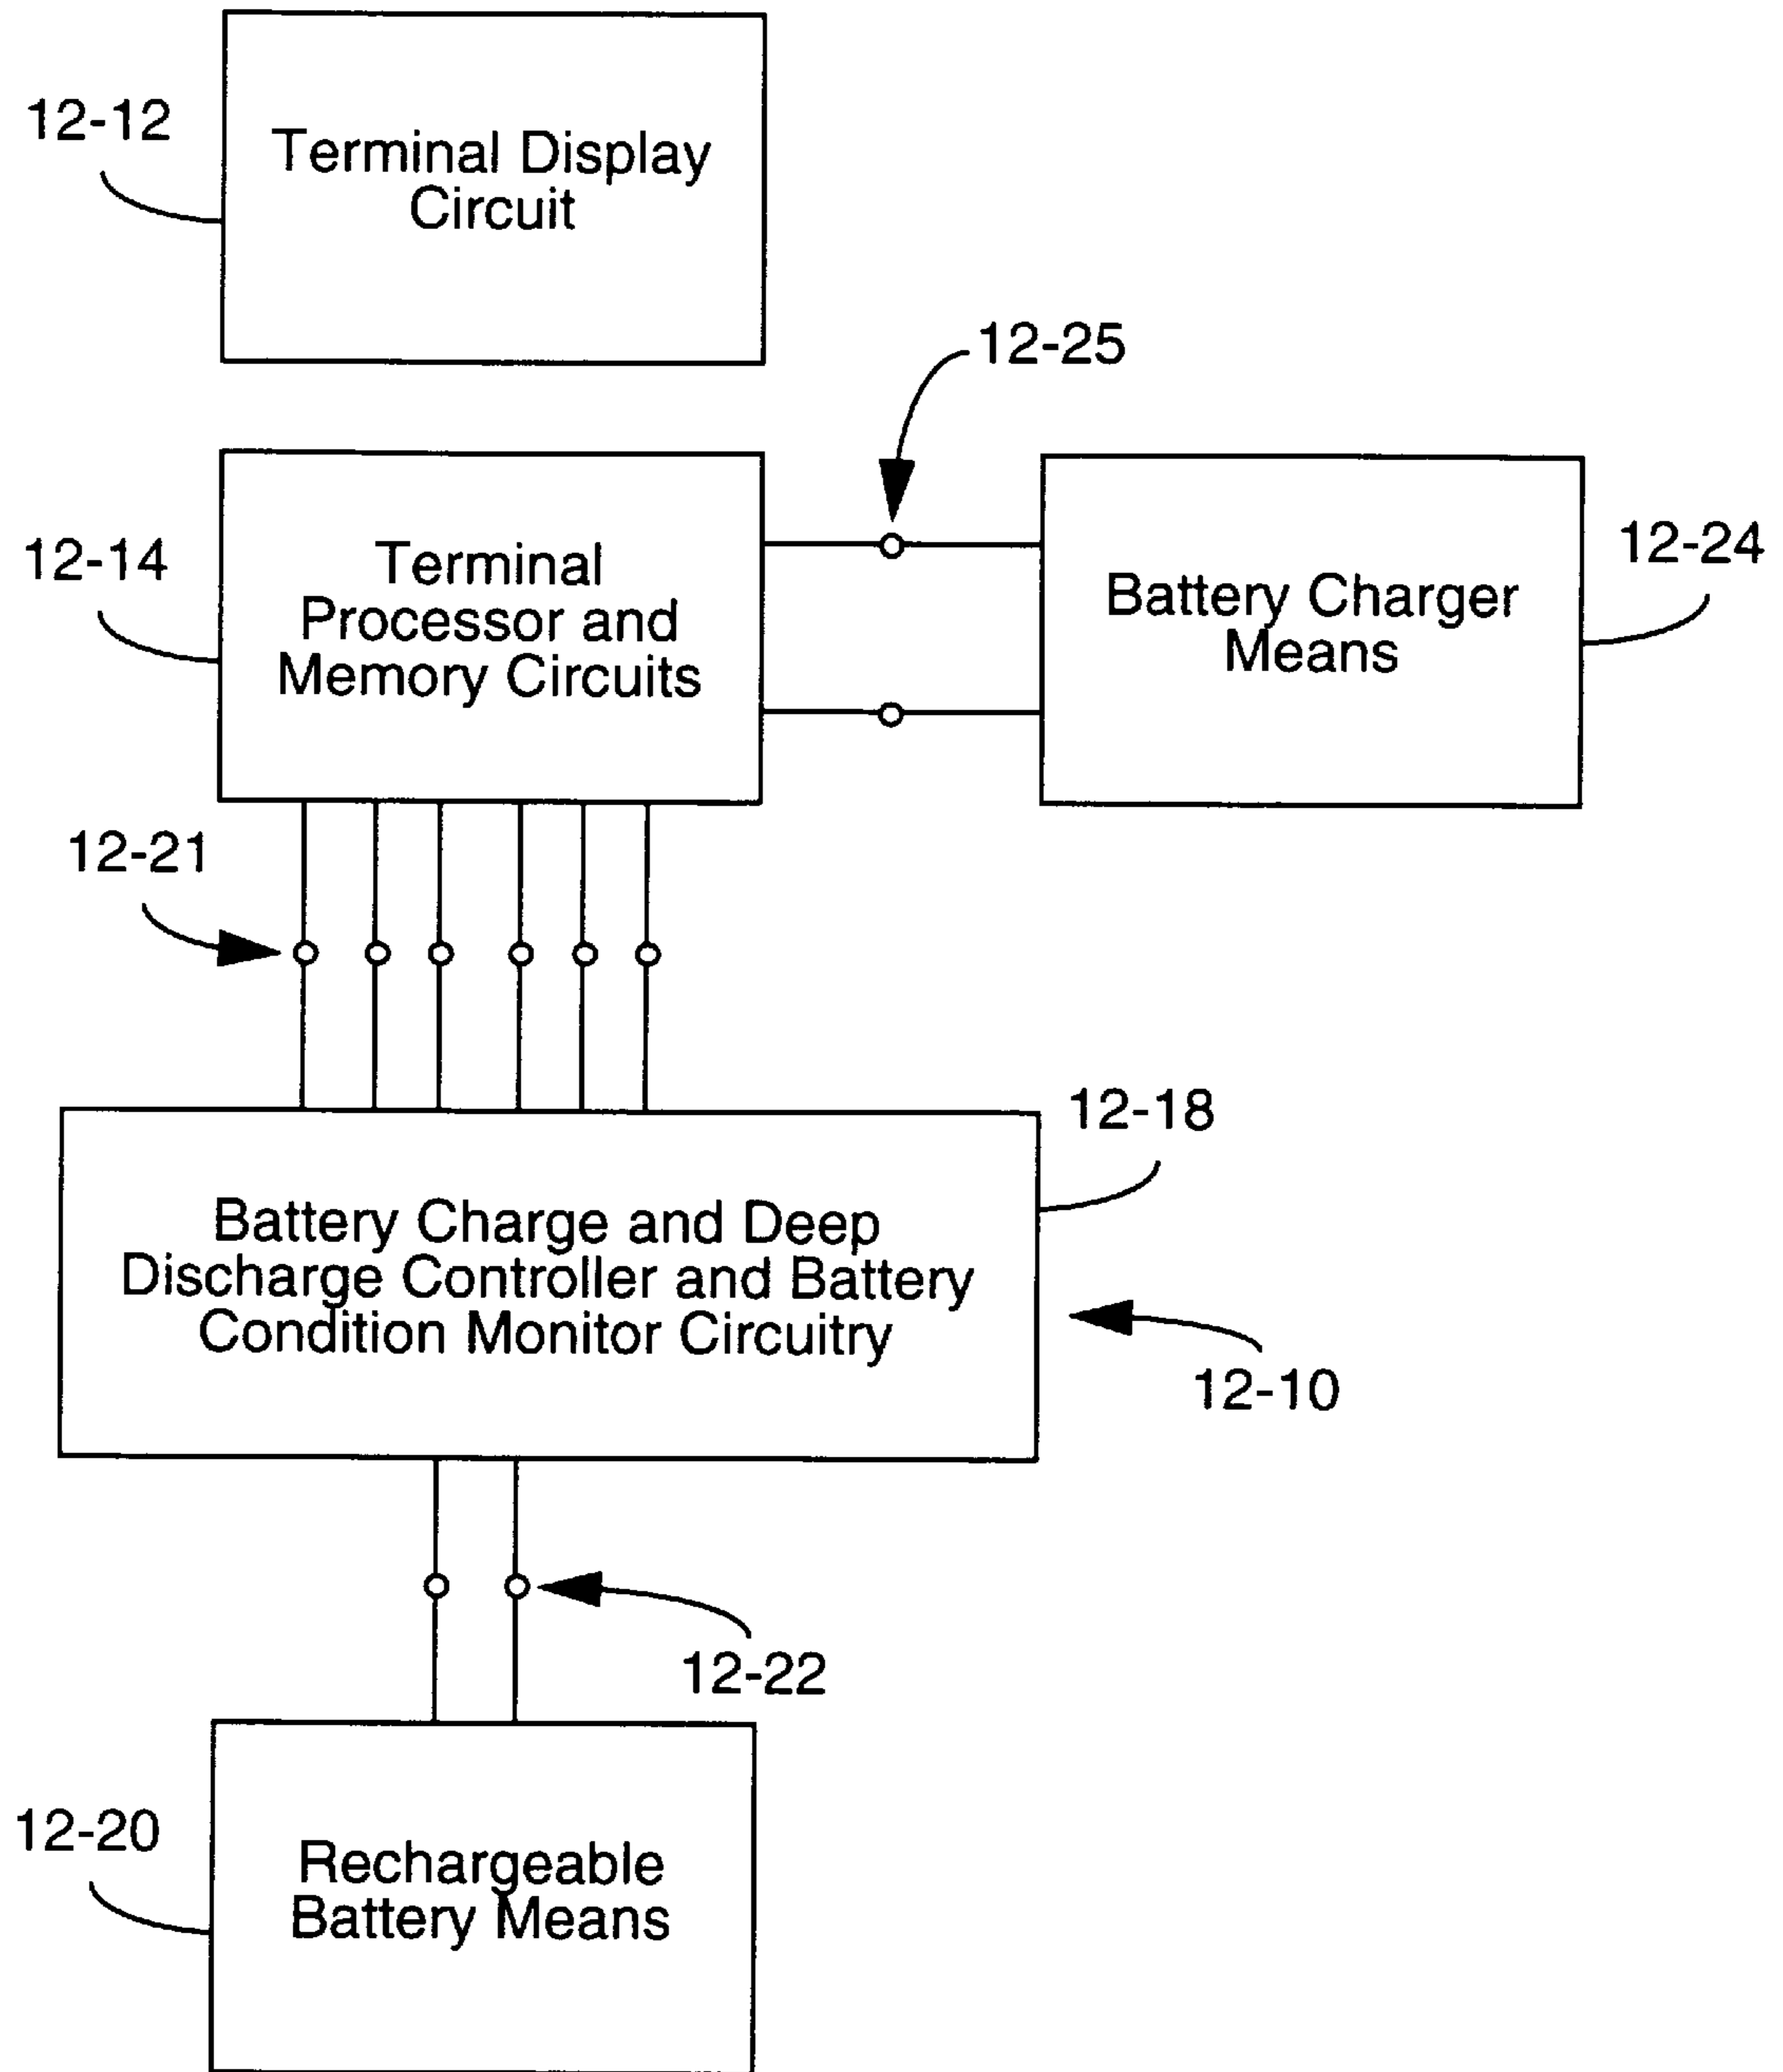 12-12
Terminal Display
Circuit
12-25
12-14
Terminal
Processor and
Memory Circuits
Battery Charger
Means
12-24
12-21
12-18
Battery Charge and Deep
Discharge Controller and Battery
Condition Monitor Circuitry
12-10
12-22
12-20
Rechargeable
Battery Means